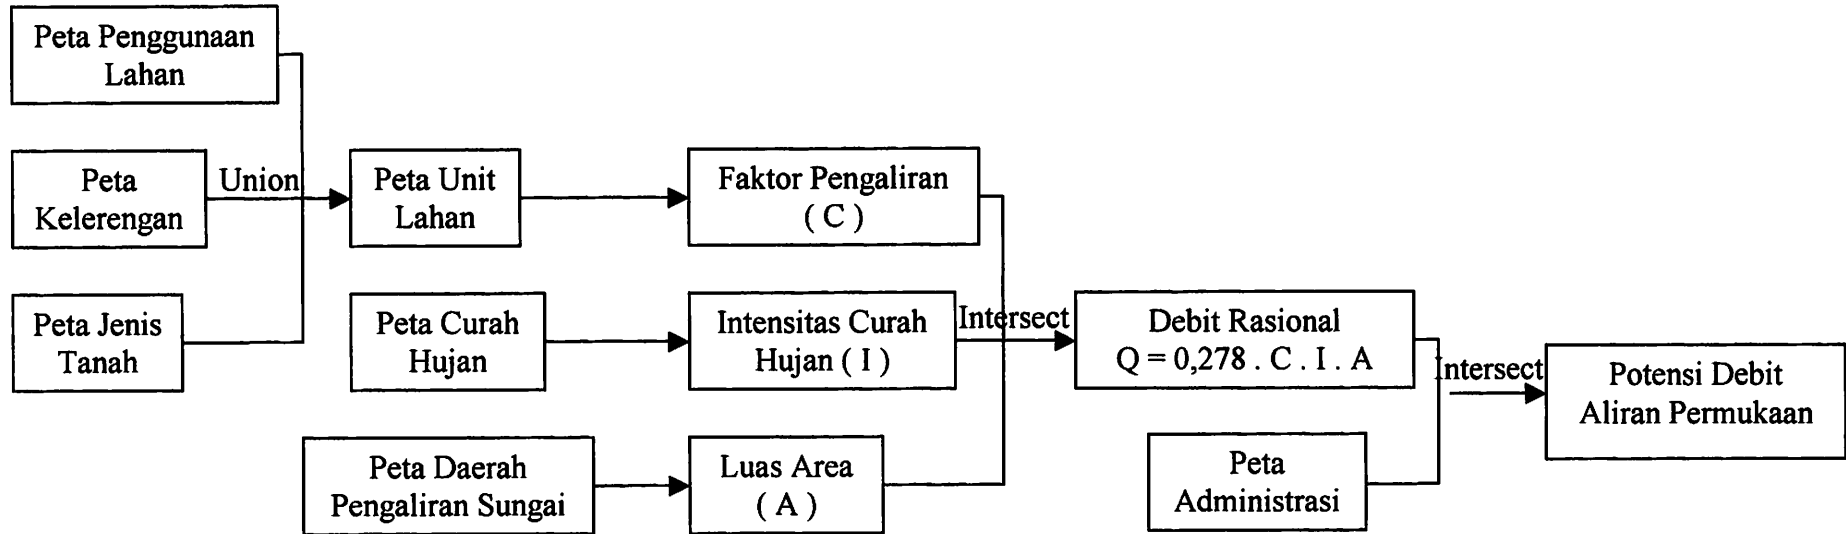 Peta Penggunaan
Lahan
Peta
Kelerengan
Union
Peta Unit
Lahan
Faktor Pengaliran
( C )
Peta Jenis
Tanah
Peta Curah
Hujan
Intensitas Curah
Hujan ( I )
Intersect
Debit Rasional
Q = 0,278 . C . I . A
Intersect
Potensi Debit
Aliran Permukaan
Peta Daerah
Pengaliran Sungai
Luas Area
( A )
Peta
Administrasi